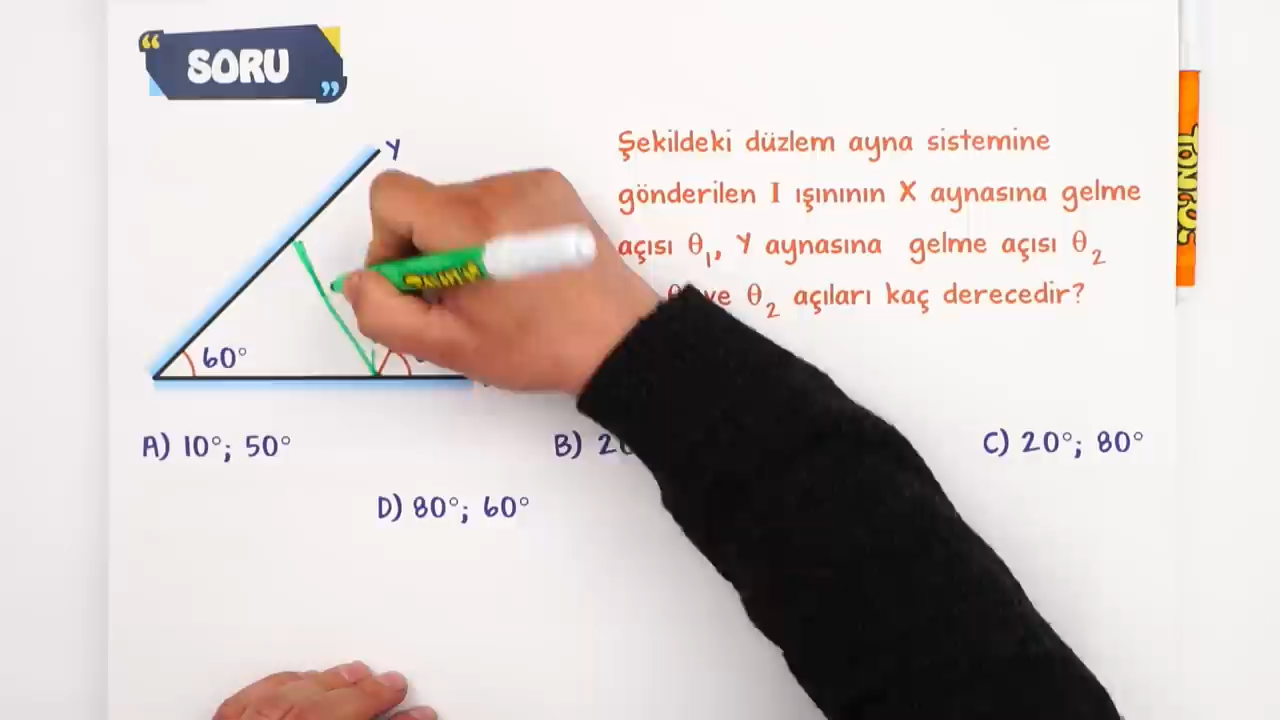 SORU
Y
Şekildeki düzlem ayna sistemine
gönderilen I ışınının X aynasına gelme
açısı θ₁, Y aynasına gelme açısı θ₂
ve θ₂ açıları kaç derecedir?
60°
A) 10°; 50°
B)
C) 20°; 80°
D) 80°; 60°